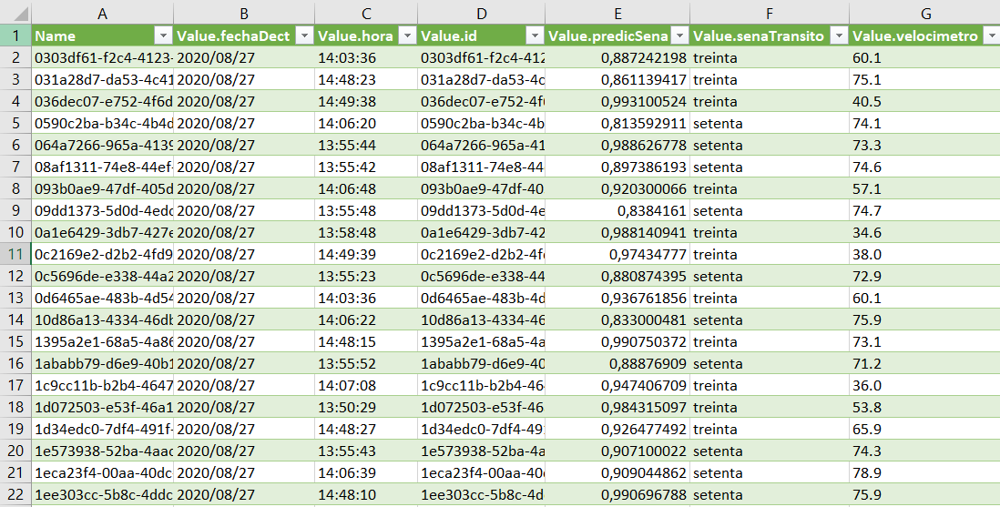 A B C D E F G
1 Name Value.fechaDect Value.hora Value.id Value.predicSena Value.senaTransito Value.velocimetro
2 0303df61-f2c4-4123- 2020/08/27 14:03:36 0303df61-f2c4-412 0,887242198 treinta 60.1
3 031a28d7-da53-4c41 2020/08/27 14:48:23 031a28d7-da53-4c 0,861139417 treinta 75.1
4 036dec07-e752-4f6d 2020/08/27 14:49:38 036dec07-e752-4f 0,993100524 treinta 40.5
5 0590c2ba-b34c-4b4d 2020/08/27 14:06:20 0590c2ba-b34c-4b 0,813592911 setenta 74.1
6 064a7266-965a-4139 2020/08/27 13:55:44 064a7266-965a-41 0,988626778 setenta 73.3
7 08af1311-74e8-44ef- 2020/08/27 13:55:42 08af1311-74e8-44 0,897386193 setenta 74.6
8 093b0ae9-47df-405d 2020/08/27 14:06:48 093b0ae9-47df-40 0,920300066 treinta 57.1
9 09dd1373-5d0d-4edc 2020/08/27 13:55:48 09dd1373-5d0d-4e 0,8384161 setenta 74.7
10 0a1e6429-3db7-427e 2020/08/27 13:58:48 0a1e6429-3db7-42 0,988140941 treinta 34.6
11 0c2169e2-d2b2-4fd9 2020/08/27 14:49:39 0c2169e2-d2b2-4f 0,97434777 treinta 38.0
12 0c5696de-e338-44a2 2020/08/27 13:55:23 0c5696de-e338-44 0,880874395 setenta 72.9
13 0d6465ae-483b-4d54 2020/08/27 14:03:36 0d6465ae-483b-4d 0,936761856 treinta 60.1
14 10d86a13-4334-46db 2020/08/27 14:06:22 10d86a13-4334-46 0,833000481 setenta 75.9
15 1395a2e1-68a5-4a86 2020/08/27 14:48:15 1395a2e1-68a5-4a 0,990750372 treinta 73.1
16 1ababb79-d6e9-40b1 2020/08/27 13:55:52 1ababb79-d6e9-40 0,88876909 setenta 71.2
17 1c9cc11b-b2b4-4647 2020/08/27 14:07:08 1c9cc11b-b2b4-46 0,947406709 treinta 36.0
18 1d072503-e53f-46a1 2020/08/27 13:50:29 1d072503-e53f-46 0,984315097 treinta 53.8
19 1d34edc0-7df4-491f- 2020/08/27 14:48:27 1d34edc0-7df4-491 0,926477492 treinta 65.9
20 1e573938-52ba-4aac 2020/08/27 13:55:43 1e573938-52ba-4a 0,907100022 setenta 74.3
21 1eca23f4-00aa-40dc 2020/08/27 14:06:39 1eca23f4-00aa-40 0,909044862 setenta 78.9
22 1ee303cc-5b8c-4ddc 2020/08/27 14:48:10 1ee303cc-5b8c-4d 0,990696788 setenta 75.9